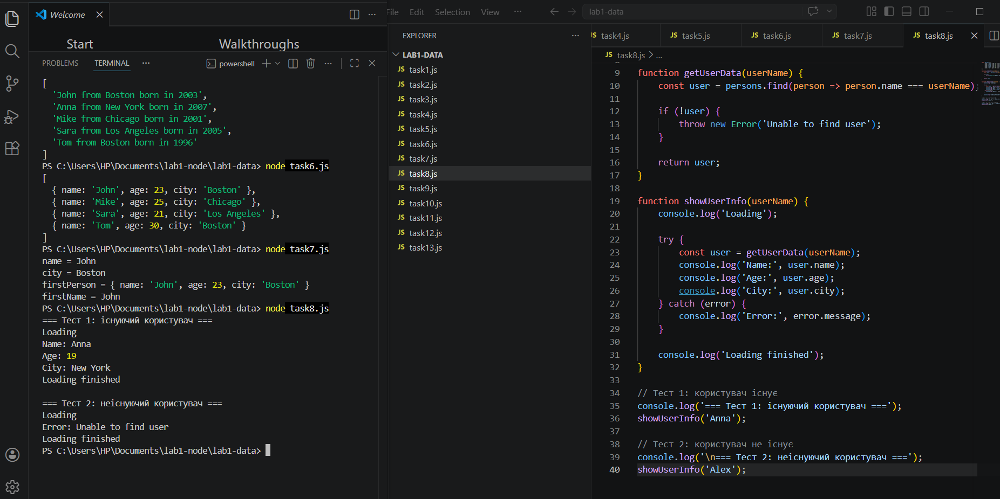 Welcome
Start
Walkthroughs
PROBLEMS
TERMINAL
powershell
[
  'John from Boston born in 2003',
  'Anna from New York born in 2007',
  'Mike from Chicago born in 2001',
  'Sara from Los Angeles born in 2005',
  'Tom from Boston born in 1996'
]
PS C:\Users\HP\Documents\lab1-node\lab1-data> node task6.js
[
  { name: 'John', age: 23, city: 'Boston' },
  { name: 'Mike', age: 25, city: 'Chicago' },
  { name: 'Sara', age: 21, city: 'Los Angeles' },
  { name: 'Tom', age: 30, city: 'Boston' }
]
PS C:\Users\HP\Documents\lab1-node\lab1-data> node task7.js
name = John
city = Boston
firstPerson = { name: 'John', age: 23, city: 'Boston' }
firstName = John
PS C:\Users\HP\Documents\lab1-node\lab1-data> node task8.js
=== Тест 1: існуючий користувач ===
Loading
Name: Anna
Age: 19
City: New York
Loading finished

=== Тест 2: неіснуючий користувач ===
Loading
Error: Unable to find user
Loading finished
PS C:\Users\HP\Documents\lab1-node\lab1-data>
File Edit Selection View
lab1-data
EXPLORER
LAB1-DATA
JS task1.js
JS task2.js
JS task3.js
JS task4.js
JS task5.js
JS task6.js
JS task7.js
JS task8.js
JS task9.js
JS task10.js
JS task11.js
JS task12.js
JS task13.js
JS task4.js
JS task5.js
JS task6.js
JS task7.js
JS task8.js
JS task8.js > ...
9 function getUserData(userName) {
10     const user = persons.find(person => person.name === userName);
11
12     if (!user) {
13         throw new Error('Unable to find user');
14     }
15
16     return user;
17 }
18
19 function showUserInfo(userName) {
20     console.log('Loading');
21
22     try {
23         const user = getUserData(userName);
24         console.log('Name:', user.name);
25         console.log('Age:', user.age);
26         console.log('City:', user.city);
27     } catch (error) {
28         console.log('Error:', error.message);
29     }
30
31     console.log('Loading finished');
32 }
33
34 // Тест 1: користувач існує
35 console.log('=== Тест 1: існуючий користувач ===');
36 showUserInfo('Anna');
37
38 // Тест 2: користувач не існує
39 console.log('\n=== Тест 2: неіснуючий користувач ===');
40 showUserInfo('Alex');